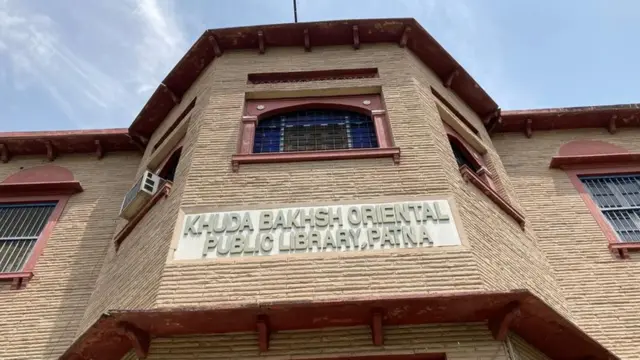 KHUDA BAKHSH ORIENTAL
PUBLIC LIBRARY,PATNA